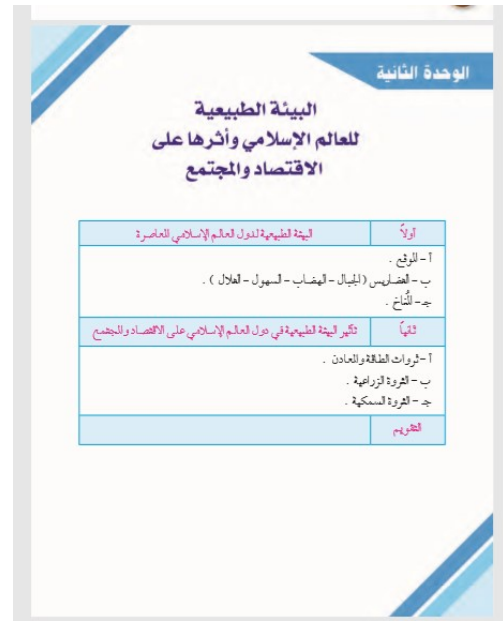 الوحدة الثانية
البيئة الطبيعية
للعالم الإسلامي وأثرها على
الاقتصاد والمجتمع
أولاً
البيئة الطبيعية لدول العالم الإسلامي المعاصرة
أ - الموقع .
ب - التضاريس ( الجبال - الهضاب - السهول - التلال ) .
جـ - المُناخ .
ثانياً
تأثير البيئة الطبيعية في دول العالم الإسلامي على الاقتصاد والمجتمع
أ - ثروات الطاقة والمعادن .
ب - الثروة الزراعية .
جـ - الثروة السمكية .
التقويم